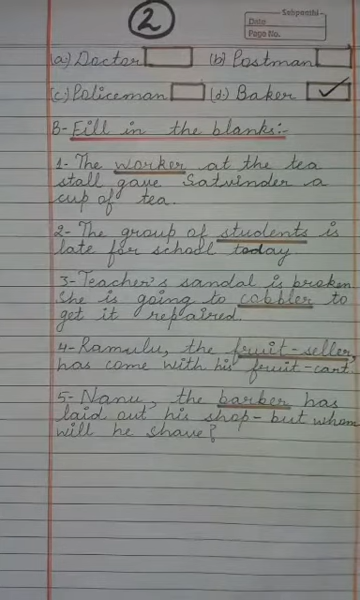 2
Sabpaathi
Date
Page No.
(a) Doctor (b) Postman
(c) Policeman (d) Baker ✓
B- Fill in the blanks:-
1- The worker at the tea
stall gave Satvinder a
cup of tea.
2- The group of students is
late for school today
3- Teacher's sandal is broken
She is going to cobbler to
get it repaired.
4- Ramulu, the fruit-seller,
has come with his fruit-cart.
5- Nanu, the barber has
laid out his shop- but whom
will he shave?